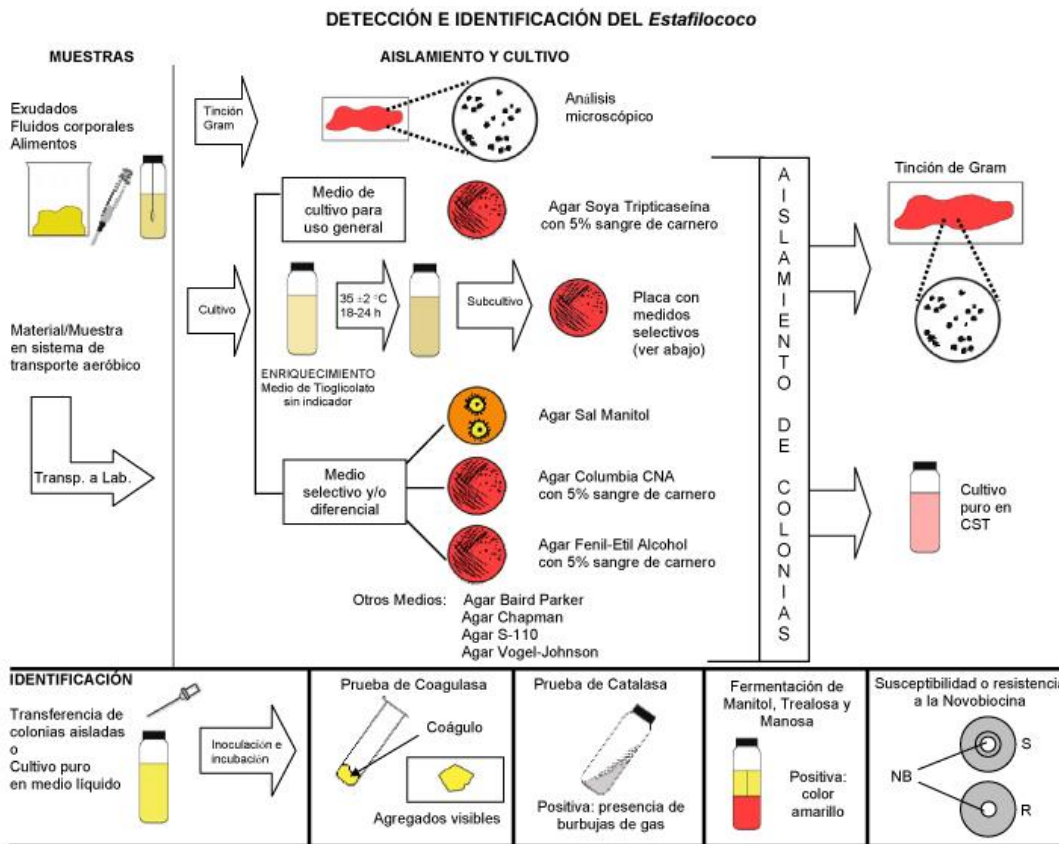 DETECCIÓN E IDENTIFICACIÓN DEL Estafilococo
MUESTRAS
Exudados
Fluidos corporales
Alimentos
Material/Muestra
en sistema de
transporte aeróbico
Transp. a Lab.
AISLAMIENTO Y CULTIVO
Tinción
Gram
Análisis
microscópico
Cultivo
Medio de
cultivo para
uso general
Agar Soya Tripticaseína
con 5% sangre de carnero
35 ±2 °C
18-24 h
Subcultivo
Placa con
medidos
selectivos
(ver abajo)
ENRIQUECIMIENTO
Medio de Tioglicolato
sin indicador
Medio
selectivo y/o
diferencial
Agar Sal Manitol
Agar Columbia CNA
con 5% sangre de carnero
Agar Fenil-Etil Alcohol
con 5% sangre de carnero
Otros Medios: Agar Baird Parker
Agar Chapman
Agar S-110
Agar Vogel-Johnson
AISLAMIENTO DE COLONIAS
Tinción de Gram
Cultivo
puro en
CST
IDENTIFICACIÓN
Transferencia de
colonias aisladas
o
Cultivo puro
en medio líquido
Inoculación e
incubación
Prueba de Coagulasa
Coágulo
Agregados visibles
Prueba de Catalasa
Positiva: presencia de
burbujas de gas
Fermentación de
Manitol, Trealosa y
Manosa
Positiva:
color
amarillo
Susceptibilidad o resistencia
a la Novobiocina
S
NB
R